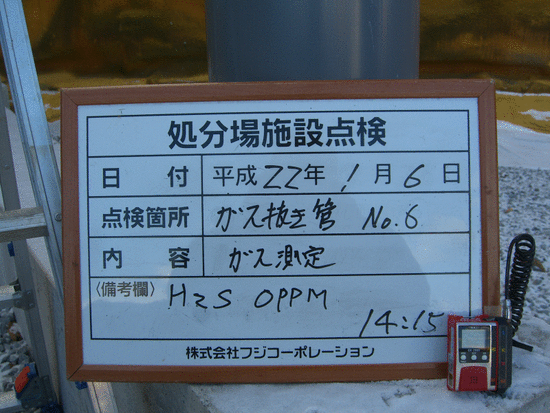 処分場施設点検
日付 平成22年1月6日
点検箇所 ガス抜き管 No.6
内容 ガス測定
〈備考欄〉 H2S 0PPM
14:15
株式会社フジコーポレーション